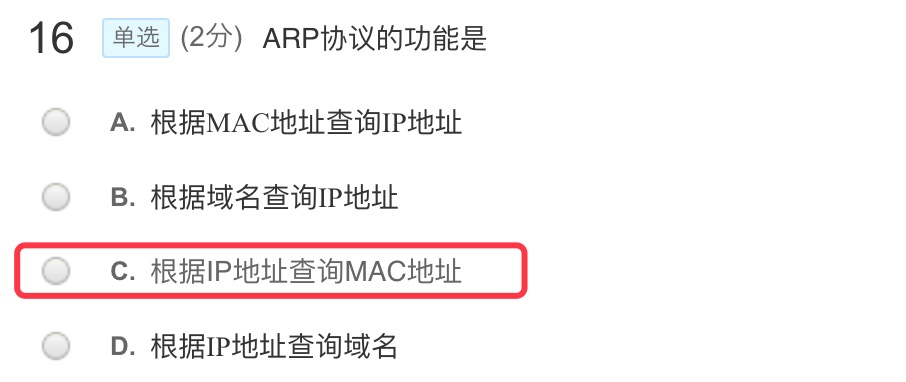 16 单选 (2分) ARP协议的功能是
A. 根据MAC地址查询IP地址
B. 根据域名查询IP地址
C. 根据IP地址查询MAC地址
D. 根据IP地址查询域名